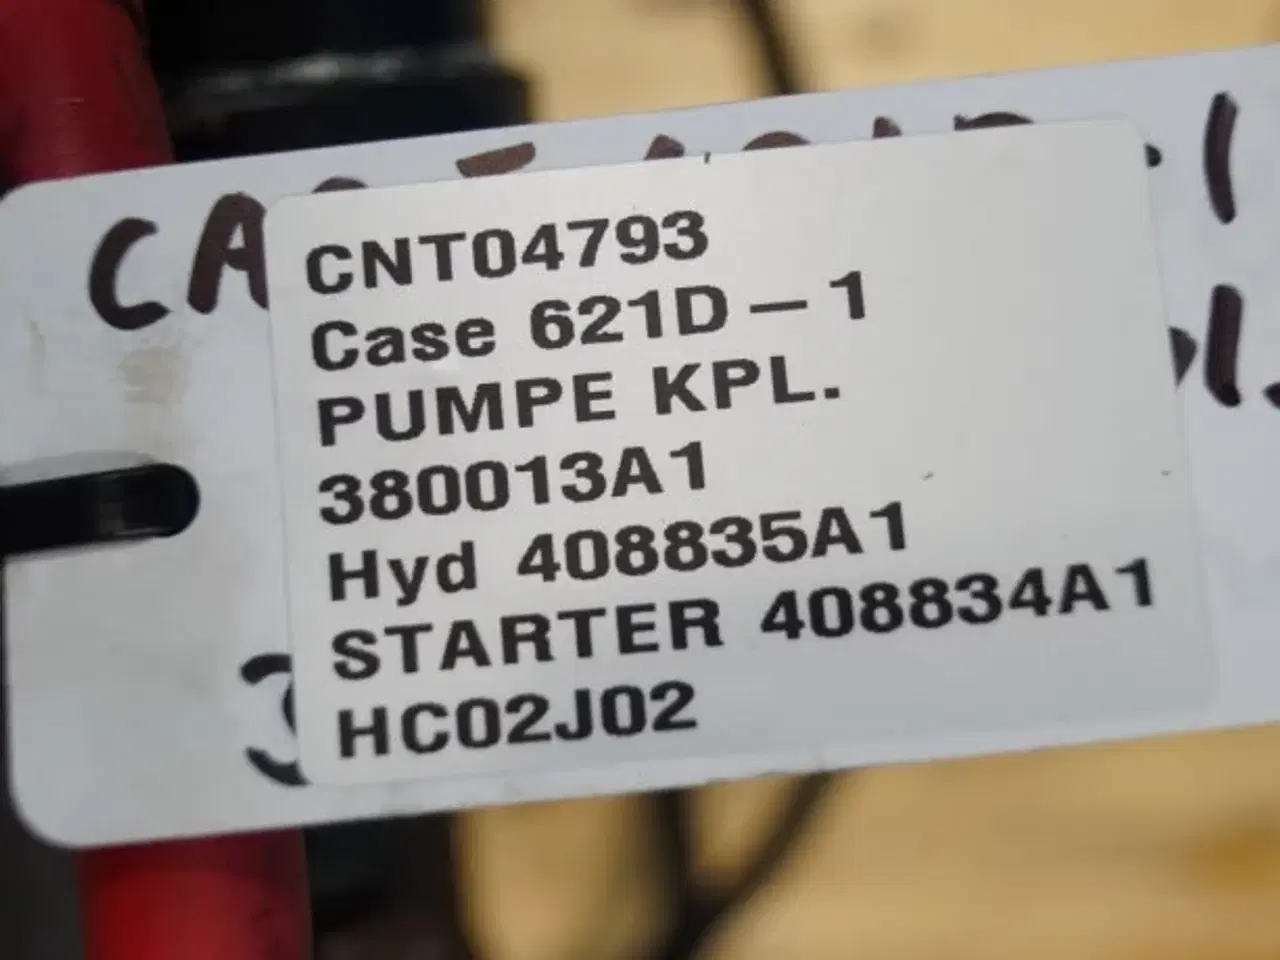 CNT04793
Case 621D – 1
PUMPE KPL.
380013A1
Hyd 408835A1
STARTER 408834A1
HC02J02